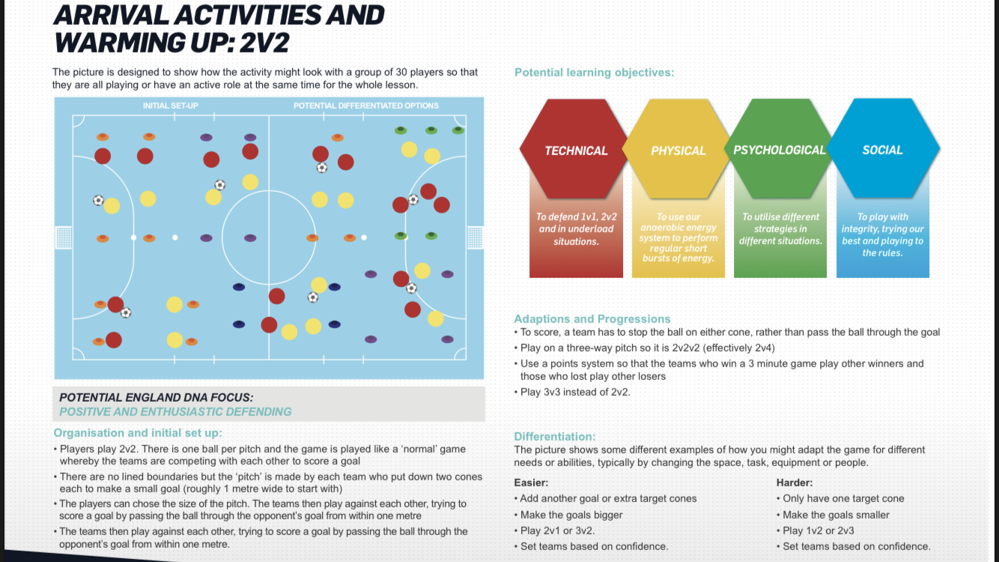 ARRIVAL ACTIVITIES AND
WARMING UP: 2V2
The picture is designed to show how the activity might look with a group of 30 players so that
they are all playing or have an active role at the same time for the whole lesson.
INITIAL SET-UP
POTENTIAL DIFFERENTIATED OPTIONS
POTENTIAL ENGLAND DNA FOCUS:
POSITIVE AND ENTHUSIASTIC DEFENDING
Organisation and initial set up:
• Players play 2v2. There is one ball per pitch and the game is played like a ‘normal’ game
whereby the teams are competing with each other to score a goal
• There are no lined boundaries but the ‘pitch’ is made by each team who put down two cones
each to make a small goal (roughly 1 metre wide to start with)
• The players can chose the size of the pitch. The teams then play against each other, trying to
score a goal by passing the ball through the opponent’s goal from within one metre
• The teams then play against each other, trying to score a goal by passing the ball through the
opponent’s goal from within one metre.
Potential learning objectives:
TECHNICAL
To defend 1v1, 2v2
and in underload
situations.
PHYSICAL
To use our
anaerobic energy
system to perform
regular short
bursts of energy.
PSYCHOLOGICAL
To utilise different
strategies in
different situations.
SOCIAL
To play with
integrity, trying our
best and playing to
the rules.
Adaptions and Progressions
• To score, a team has to stop the ball on either cone, rather than pass the ball through the goal
• Play on a three-way pitch so it is 2v2v2 (effectively 2v4)
• Use a points system so that the teams who win a 3 minute game play other winners and
those who lost play other losers
• Play 3v3 instead of 2v2.
Differentiation:
The picture shows some different examples of how you might adapt the game for different
needs or abilities, typically by changing the space, task, equipment or people.
Easier:
• Add another goal or extra target cones
• Make the goals bigger
• Play 2v1 or 3v2.
• Set teams based on confidence.
Harder:
• Only have one target cone
• Make the goals smaller
• Play 1v2 or 2v3
• Set teams based on confidence.